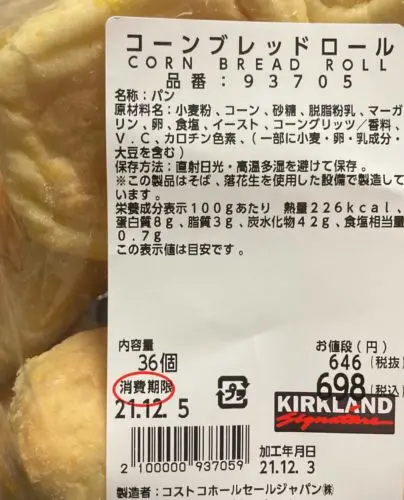 コーンブレッドロール
CORN BREAD ROLL
品番:93705
名称:パン
原材料名:小麦粉、コーン、砂糖、脱脂粉乳、マーガ
リン、卵、食塩、イースト、コーングリッツ/香料、
V.C、カロチン色素、(一部に小麦・卵・乳成分・
大豆を含む)
保存方法:直射日光・高温多湿を避けて保存。
※この製品はそば、落花生を使用した設備で製造して
います。
栄養成分表示100gあたり 熱量226kcal、
蛋白質8g、脂質3g、炭水化物42g、食塩相当量
0.7g
この表示値は目安です。
内容量 お値段(円)
36個 646(税抜)
消費期限 698(税込)
21.12.5 プラ KIRKLAND
Signature
加工年月日
2 100000 937059 21.12.3
製造者:コストコホールセールジャパン㈱